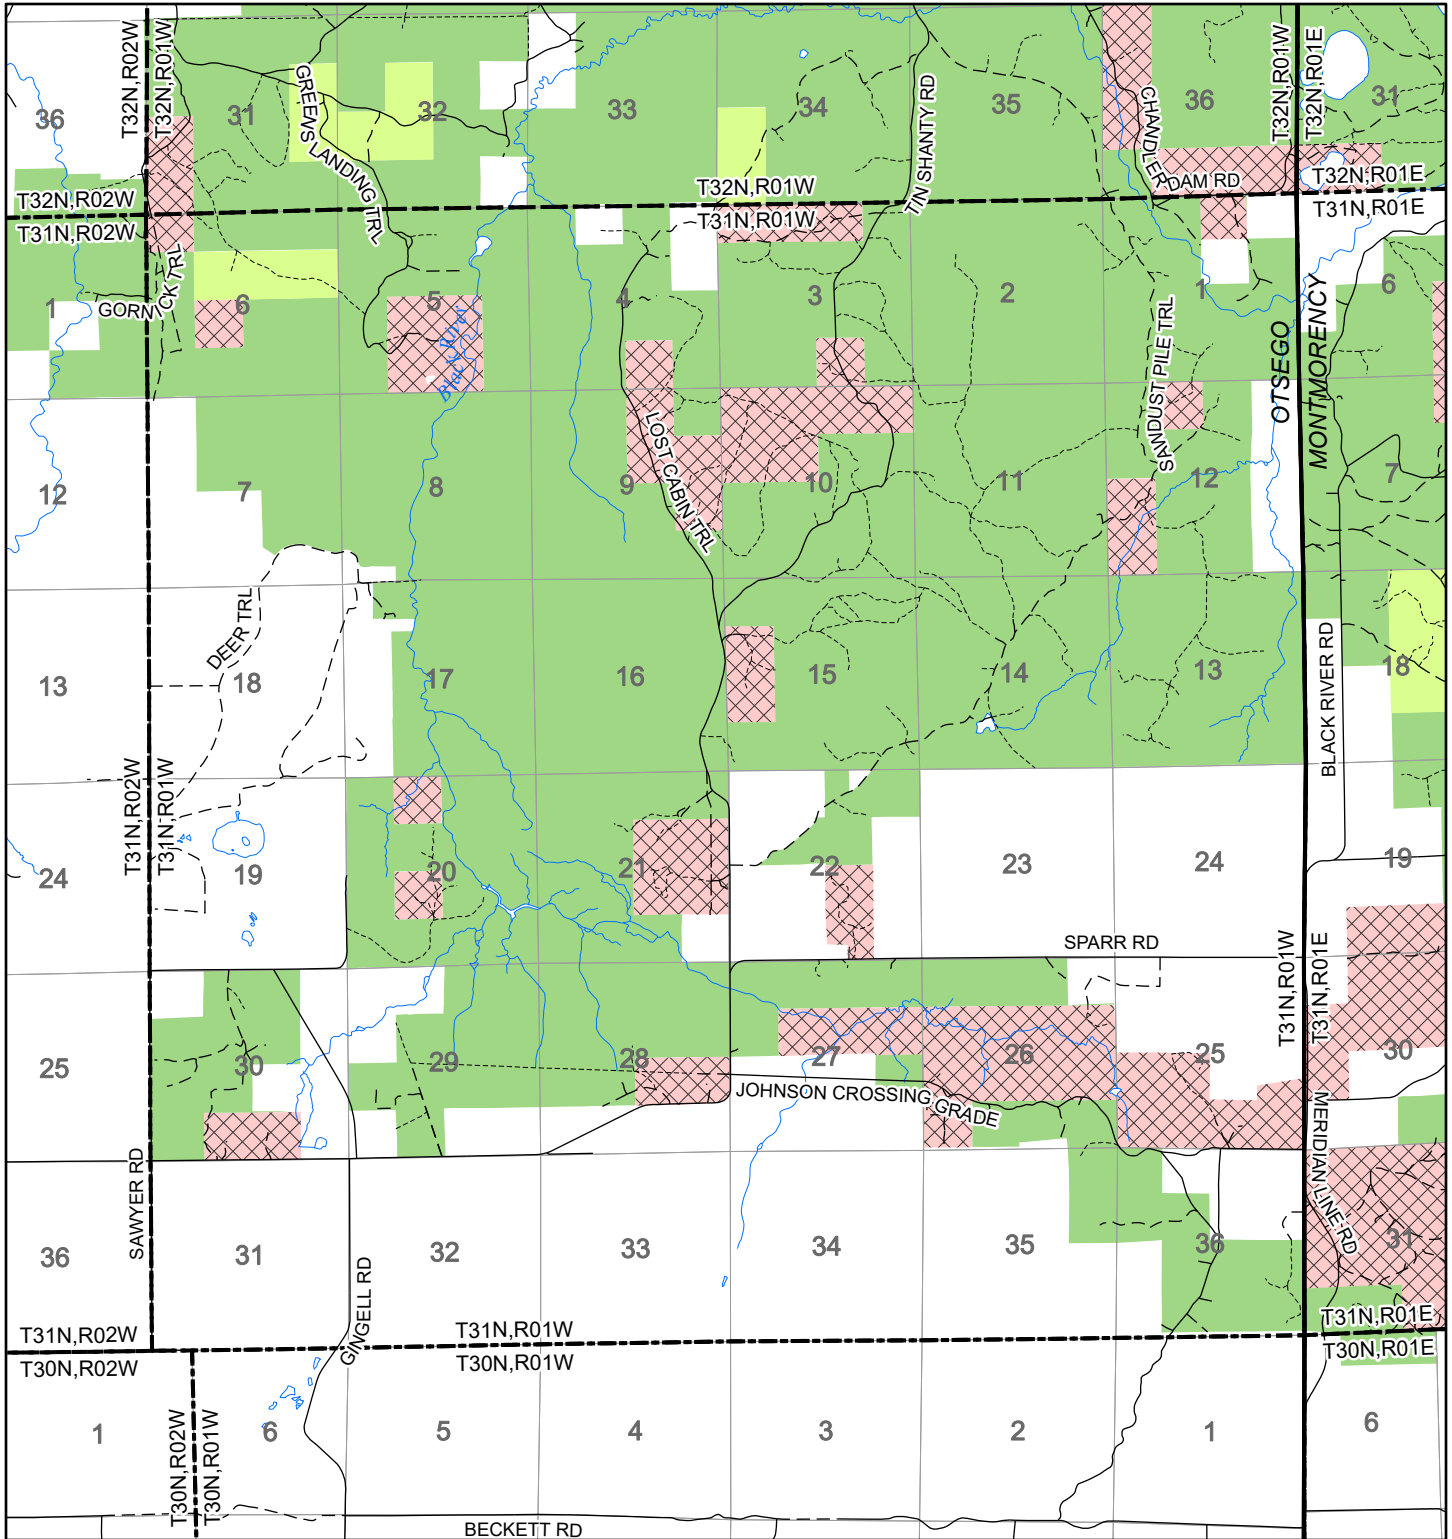 T32N,R02W
T32N,R01W
T32N,R01W
T32N,R01E
36
31
32
33
34
35
36
31
GREENS LANDING TRL
TIN SHANTY RD
CHANDLER DAM RD
T32N,R02W
T31N,R02W
T32N,R01W
T31N,R01W
T32N,R01E
T31N,R01E
GORNICK TRL
1
6
5
4
3
2
1
6
Black River
SAWDUST PILE TRL
OTSEGO
MONTMORENCY
LOST CABIN TRL
12
7
8
9
10
11
12
7
DEER TRL
13
18
17
16
15
14
13
18
BLACK RIVER RD
T31N,R02W
T31N,R01W
24
19
20
21
22
23
24
19
SPARR RD
T31N,R01W
T31N,R01E
25
30
29
28
27
26
25
30
JOHNSON CROSSING GRADE
MERIDIAN LINE RD
SAWYER RD
36
31
32
33
34
35
36
31
GINGELL RD
T31N,R02W
T30N,R02W
T31N,R01W
T30N,R01W
T31N,R01E
T30N,R01E
1
6
5
4
3
2
1
6
T30N,R02W
T30N,R01W
BECKETT RD